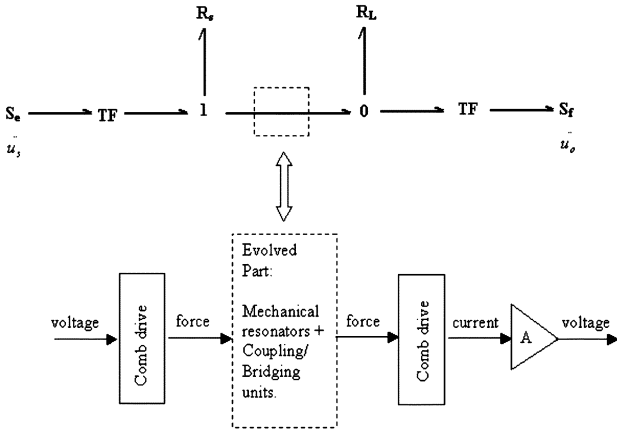 Rs
RL
Se
TF
1
0
TF
Sf
us
uo
Evolved
Part:
Mechanical
resonators +
Coupling/
Bridging
units.
voltage
Comb drive
force
force
Comb drive
current
A
voltage